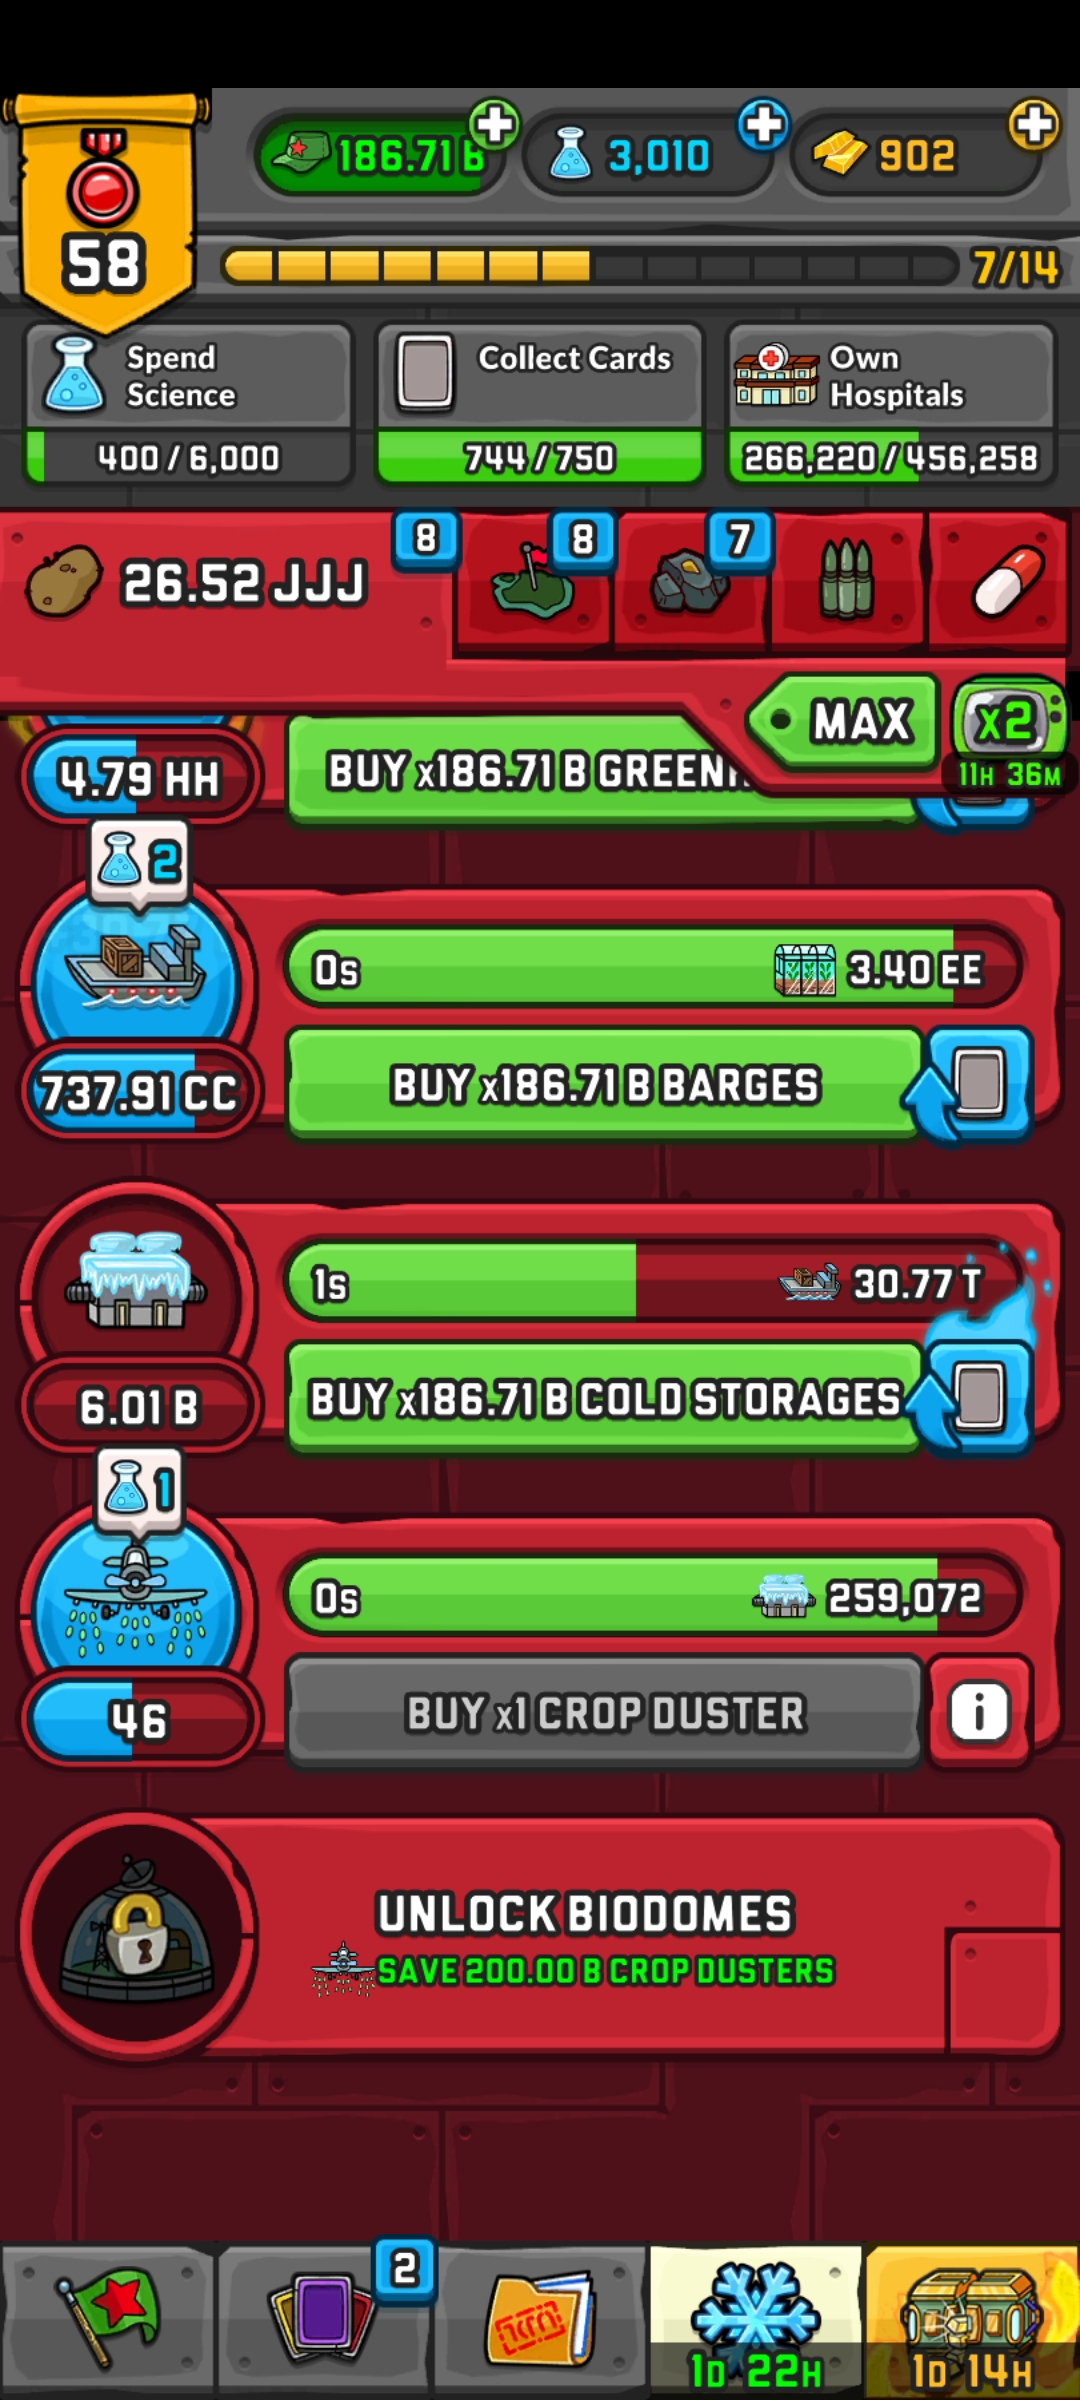 186.71 B
3,010
902
58
7/14
Spend
Science
400 / 6,000
Collect Cards
744 / 750
Own
Hospitals
266,220 / 456,258
26.52 JJJ
8
8
7
MAX
x2
11H 36M
4.79 HH
BUY x186.71 B
2
0s
3.40 EE
737.91 CC
BUY x186.71 B BARGES
1s
30.77 T
6.01 B
BUY x186.71 B COLD STORAGES
1
0s
259,072
46
BUY x1 CROP DUSTER
i
UNLOCK BIODOMES
SAVE 200.00 B CROP DUSTERS
2
1D 22H
1D 14H